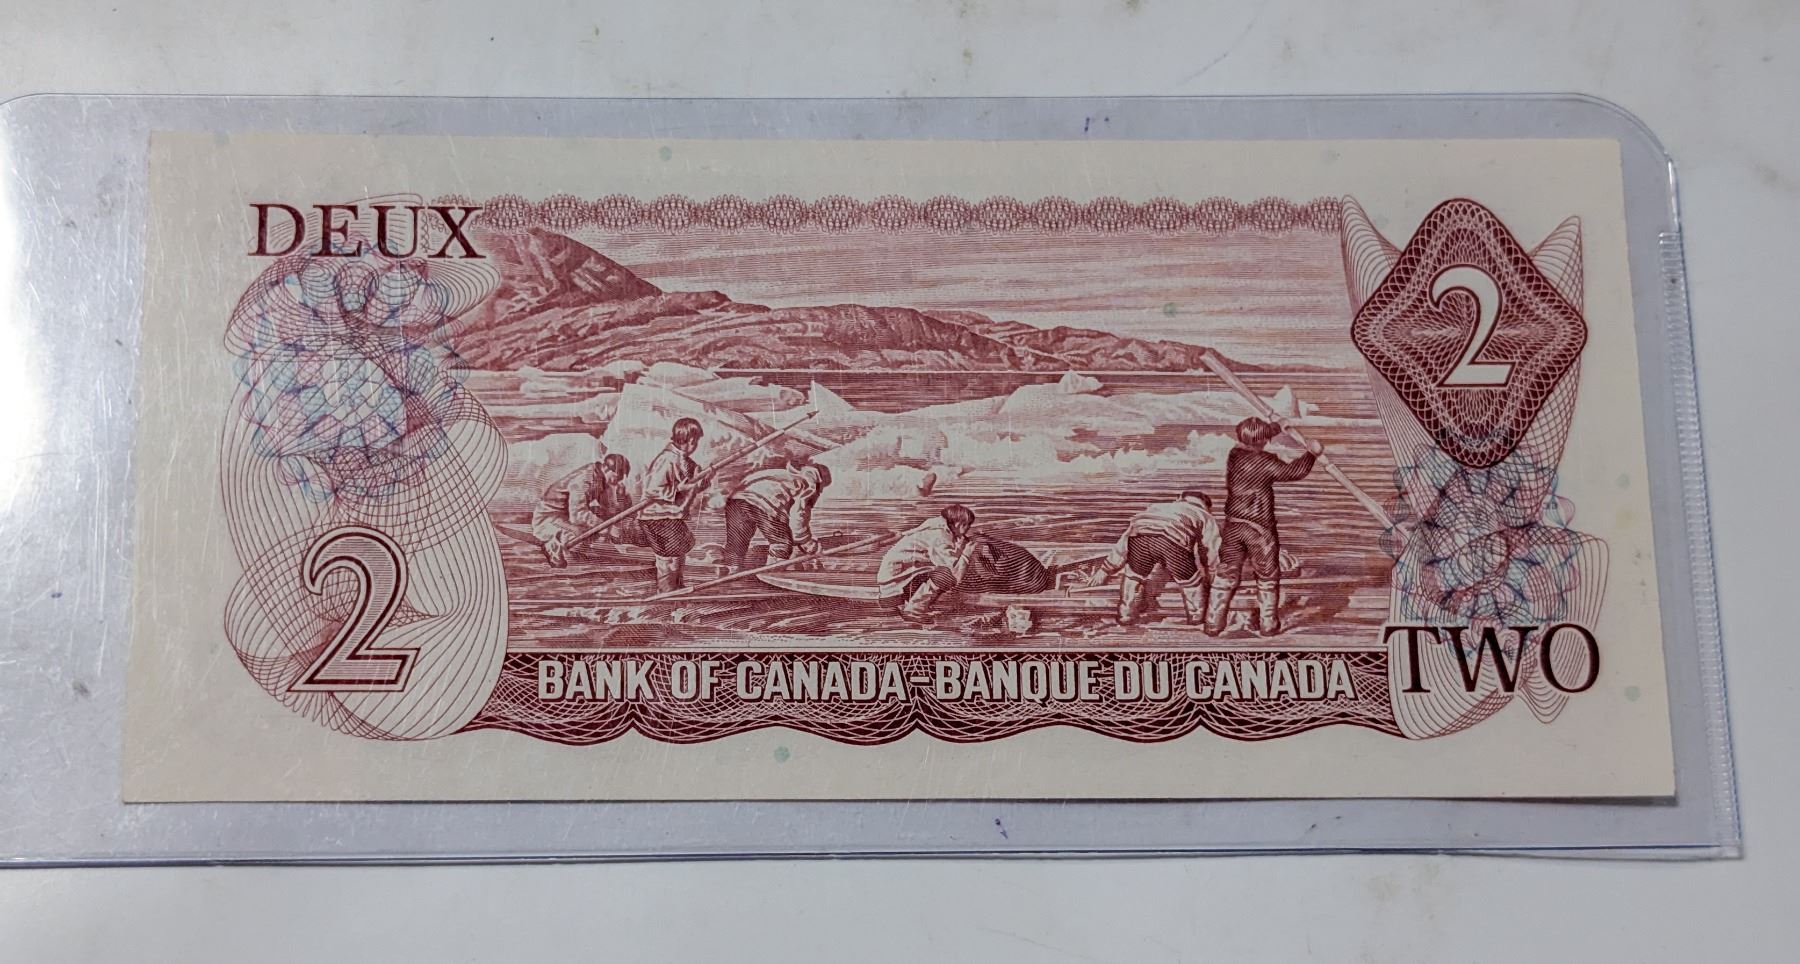 DEUX
2
2
BANK OF CANADA-BANQUE DU CANADA
TWO